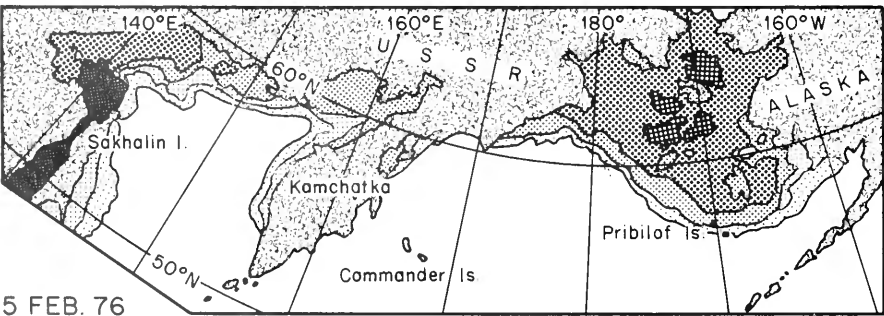 140°E
160°E
180°
160°W
U S S R
60°N
ALASKA
Sakhalin I.
Kamchatka
Pribilof Is.
50°N
Commander Is.
5 FEB. 76